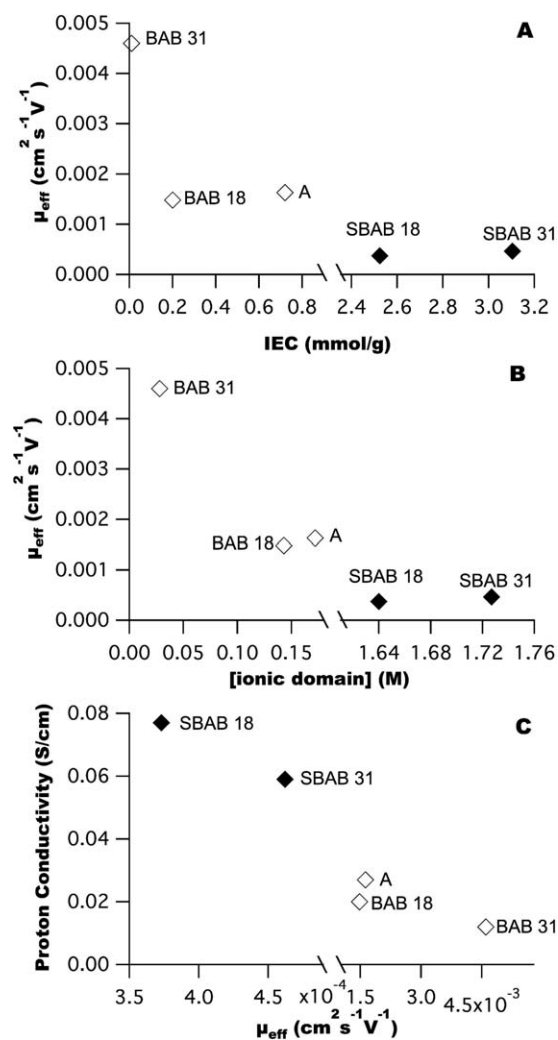 A
0.005
0.004
0.003
0.002
0.001
0.000
μeff (cm² s⁻¹V⁻¹)
BAB 31
BAB 18
A
SBAB 18
SBAB 31
0.0 0.2 0.4 0.6 0.8 2.4 2.6 2.8 3.0 3.2
IEC (mmol/g)
B
0.005
0.004
0.003
0.002
0.001
0.000
μeff (cm² s⁻¹V⁻¹)
BAB 31
BAB 18
A
SBAB 18
SBAB 31
0.00 0.05 0.10 0.15 1.64 1.68 1.72 1.76
[ionic domain] (M)
C
0.08
0.06
0.04
0.02
0.00
Proton Conductivity (S/cm)
SBAB 18
SBAB 31
A
BAB 18
BAB 31
3.5 4.0 4.5 x10⁻⁴ 1.5 3.0 4.5x10⁻³
μeff (cm² s⁻¹V⁻¹)